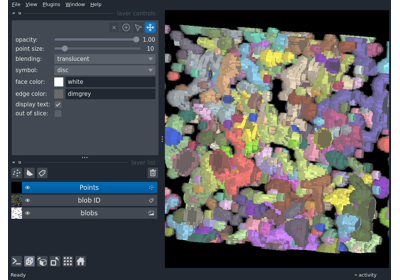 File View Plugins Window Help
layer controls
opacity: 1.00
point size: 10
blending: translucent
symbol: disc
face color: white
edge color: dimgrey
display text:
out of slice:
layer list
Points
blob ID
blobs
Ready
activity